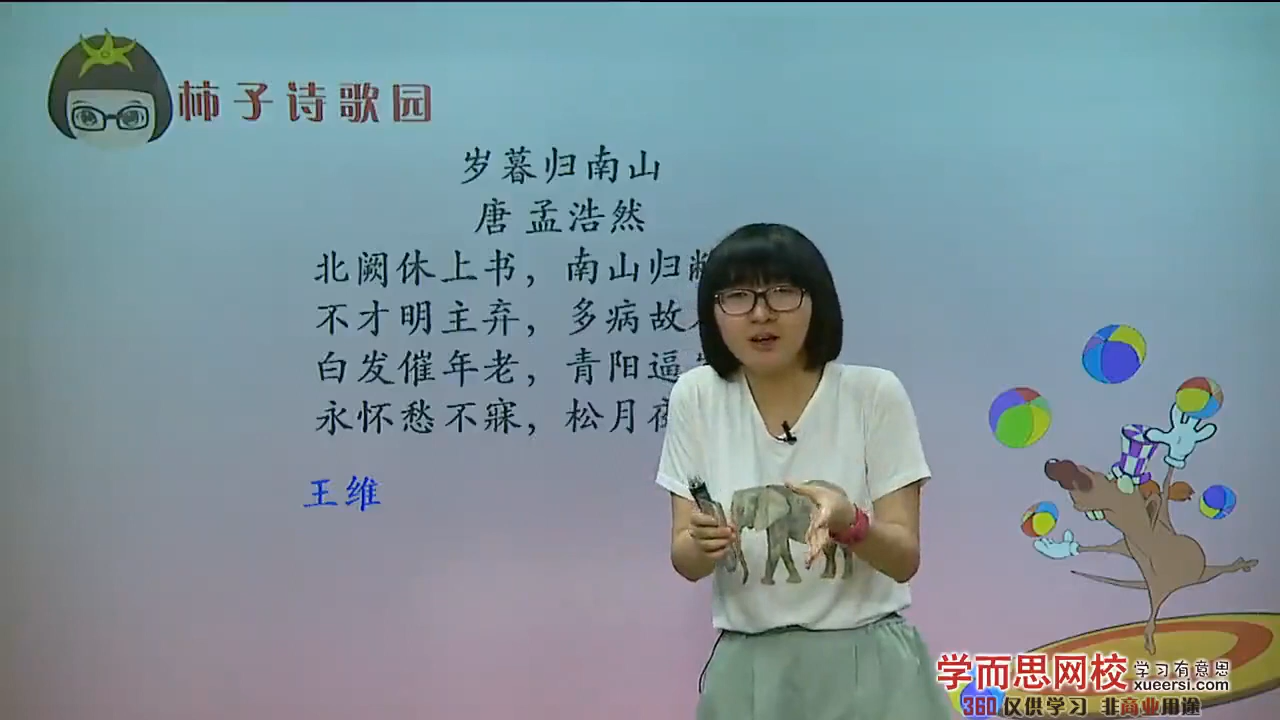 柿子诗歌园
岁暮归南山
唐 孟浩然
北阙休上书，南山归敝
不才明主弃，多病故
白发催年老，青阳逼
永怀愁不寐，松月夜
王维
学而思网校 学习有意思
xueersi.com
360 仅供学习 非商业用途